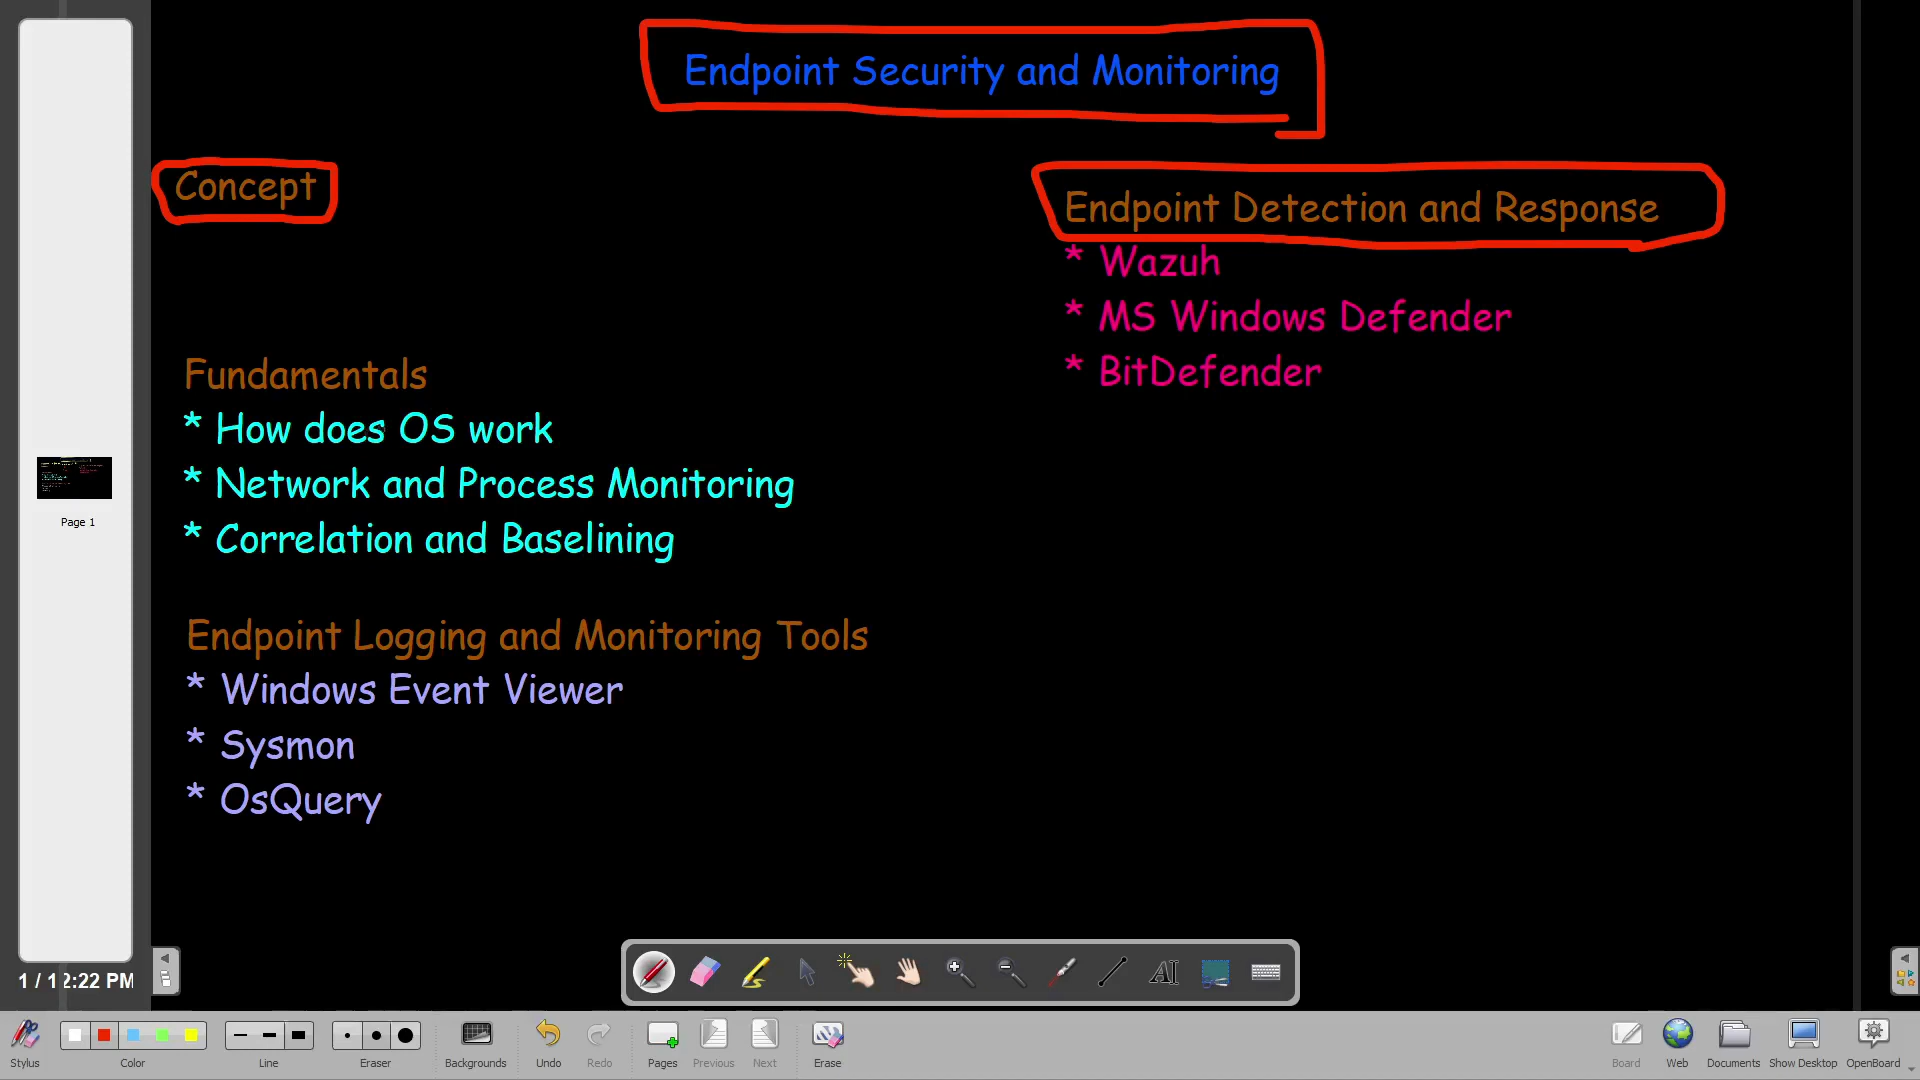 Endpoint Security and Monitoring
Concept
Fundamentals
* How does OS work
* Network and Process Monitoring
* Correlation and Baselining
Endpoint Logging and Monitoring Tools
* Windows Event Viewer
* Sysmon
* OsQuery
Endpoint Detection and Response
* Wazuh
* MS Windows Defender
* BitDefender
Page 1
1 / 1 2:22 PM
AI
Stylus
Color
Line
Eraser
Backgrounds
Undo
Redo
Pages
Previous
Next
Erase
Board
Web
Documents
Show Desktop
OpenBoard